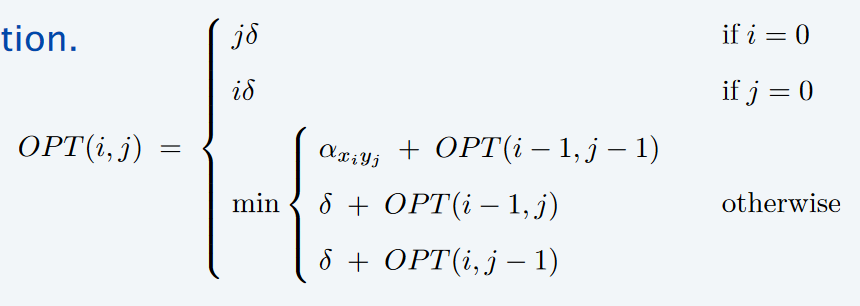 tion.
jδ if i = 0
iδ if j = 0
OPT(i, j) = min
α_{x_i y_j} + OPT(i − 1, j − 1)
δ + OPT(i − 1, j) otherwise
δ + OPT(i, j − 1)